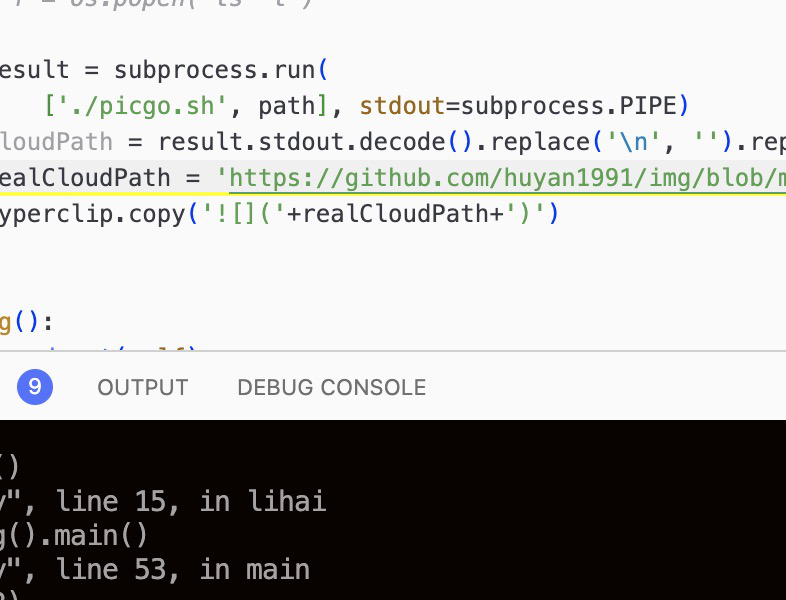 esult = subprocess.run(
['./picgo.sh', path], stdout=subprocess.PIPE)
loudPath = result.stdout.decode().replace('\n', '').rep
ealCloudPath = 'https://github.com/huyan1991/img/blob/m
yperclip.copy('![]('+realCloudPath+')')
g():
9 OUTPUT DEBUG CONSOLE
()
y", line 15, in lihai
g().main()
y", line 53, in main